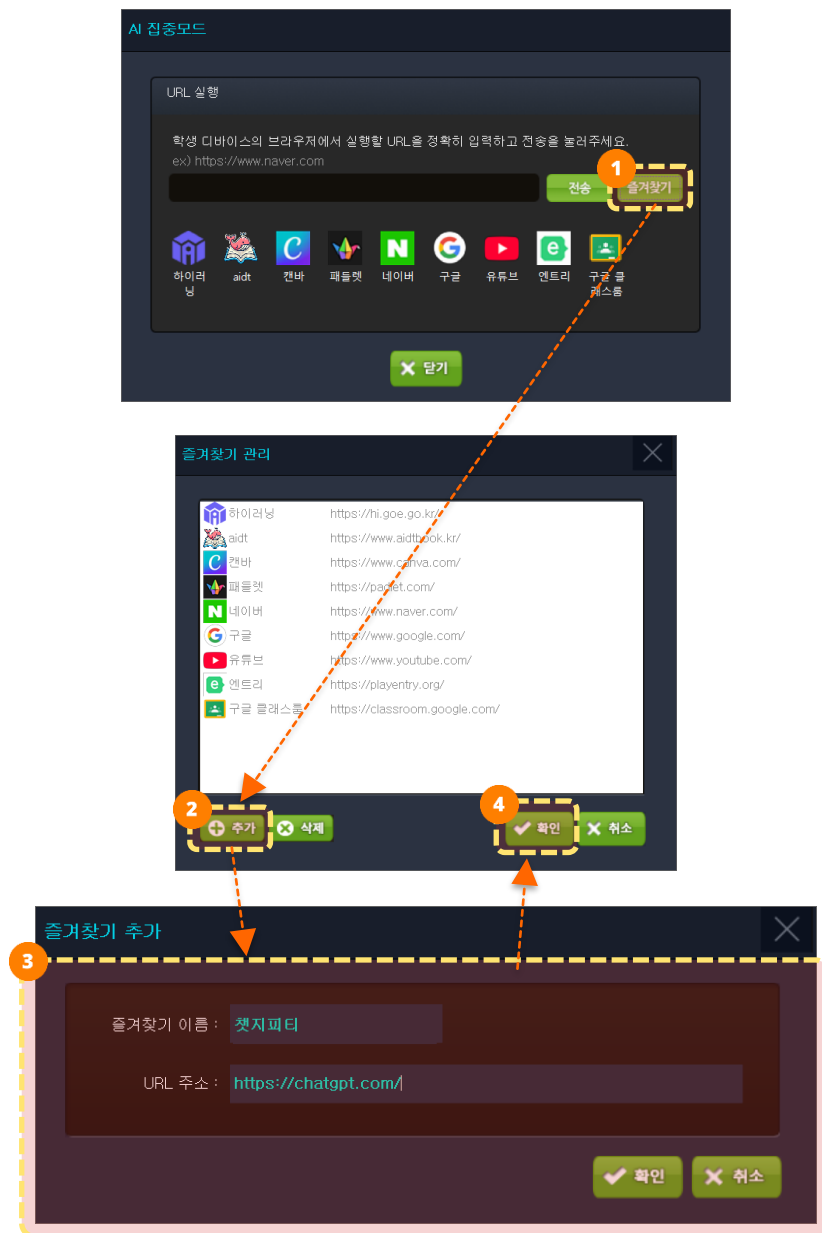 AI 집중모드
URL 실행
학생 디바이스의 브라우저에서 실행할 URL을 정확히 입력하고 전송을 눌러주세요.
ex) https://www.naver.com
1
전송 즐겨찾기
하이러닝 aidt 캔바 패들렛 네이버 구글 유튜브 엔트리 구글 클래스룸
닫기
즐겨찾기 관리
하이러닝 https://hi.goe.go.kr/
aidt https://www.aidtbook.kr/
캔바 https://www.canva.com/
패들렛 https://padlet.com/
네이버 https://www.naver.com/
구글 https://www.google.com/
유튜브 https://www.youtube.com/
엔트리 https://playentry.org/
구글 클래스룸 https://classroom.google.com/
2 4
추가 삭제 확인 취소
즐겨찾기 추가
3
즐겨찾기 이름 : 챗지피티
URL 주소 : https://chatgpt.com/
확인 취소